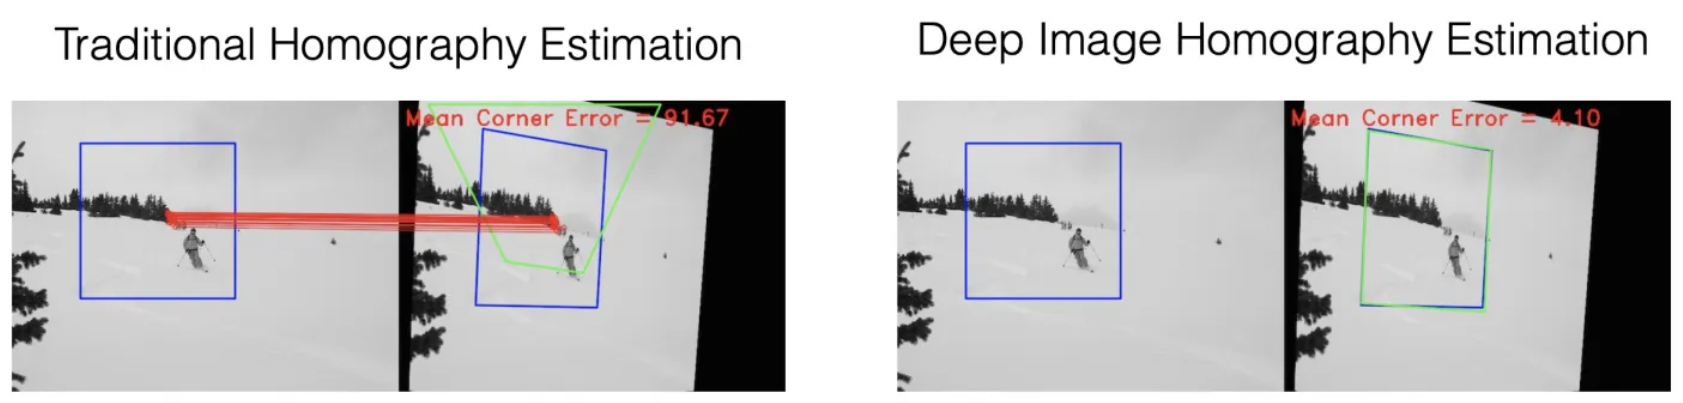 Traditional Homography Estimation
Deep Image Homography Estimation
Mean Corner Error = 91.67
Mean Corner Error = 4.10